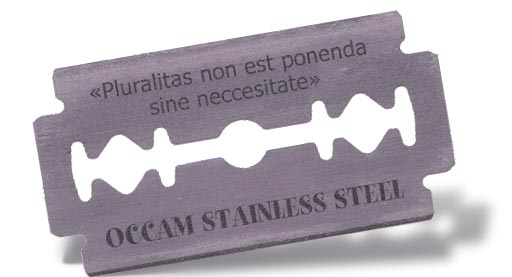 «Pluralitas non est ponenda
sine neccesitate»
OCCAM STAINLESS STEEL